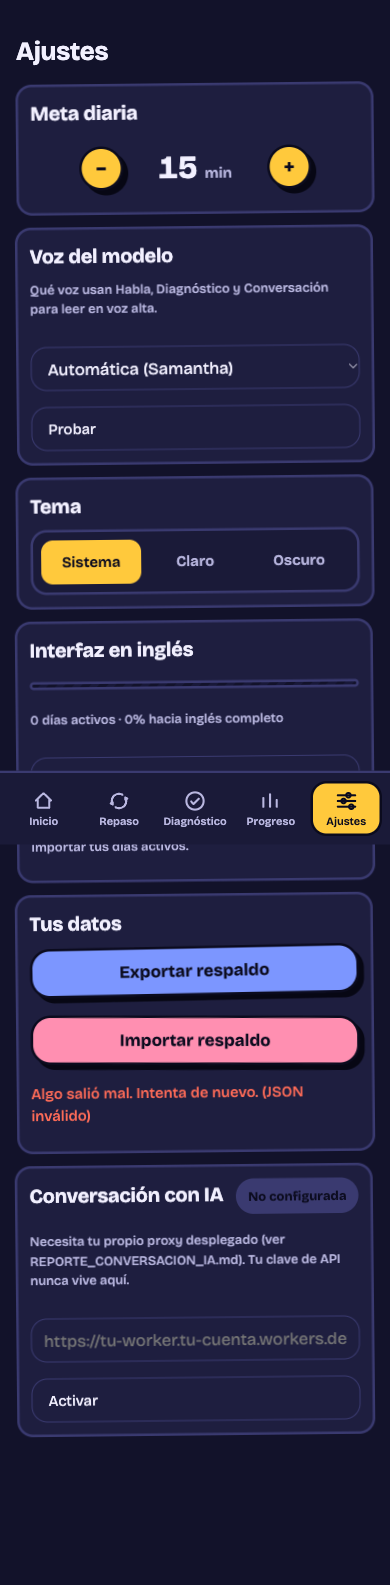 Ajustes
Meta diaria
–
15 min
+
Voz del modelo
Qué voz usan Habla, Diagnóstico y Conversación
para leer en voz alta.
Automática (Samantha)
Probar
Tema
Sistema
Claro
Oscuro
Interfaz en inglés
0 días activos · 0% hacia inglés completo
Inicio
Repaso
Diagnóstico
Progreso
Ajustes
importar tus días activos.
Tus datos
Exportar respaldo
Importar respaldo
Algo salió mal. Intenta de nuevo. (JSON
inválido)
Conversación con IA
No configurada
Necesita tu propio proxy desplegado (ver
REPORTE_CONVERSACION_IA.md). Tu clave de API
nunca vive aquí.
https://tu-worker.tu-cuenta.workers.de
Activar